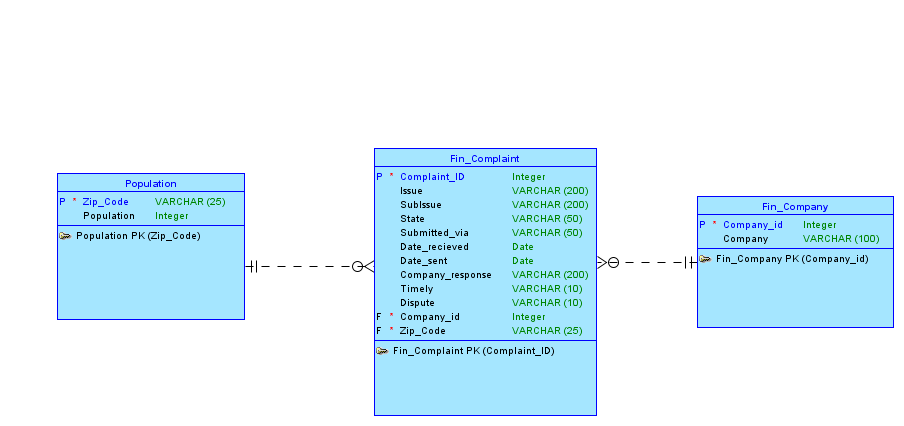 Population
P * Zip_Code VARCHAR (25)
Population Integer
Population PK (Zip_Code)
Fin_Complaint
P * Complaint_ID Integer
Issue VARCHAR (200)
SubIssue VARCHAR (200)
State VARCHAR (50)
Submitted_via VARCHAR (50)
Date_recieved Date
Date_sent Date
Company_response VARCHAR (200)
Timely VARCHAR (10)
Dispute VARCHAR (10)
F * Company_id Integer
F * Zip_Code VARCHAR (25)
Fin_Complaint PK (Complaint_ID)
Fin_Company
P * Company_id Integer
Company VARCHAR (100)
Fin_Company PK (Company_id)